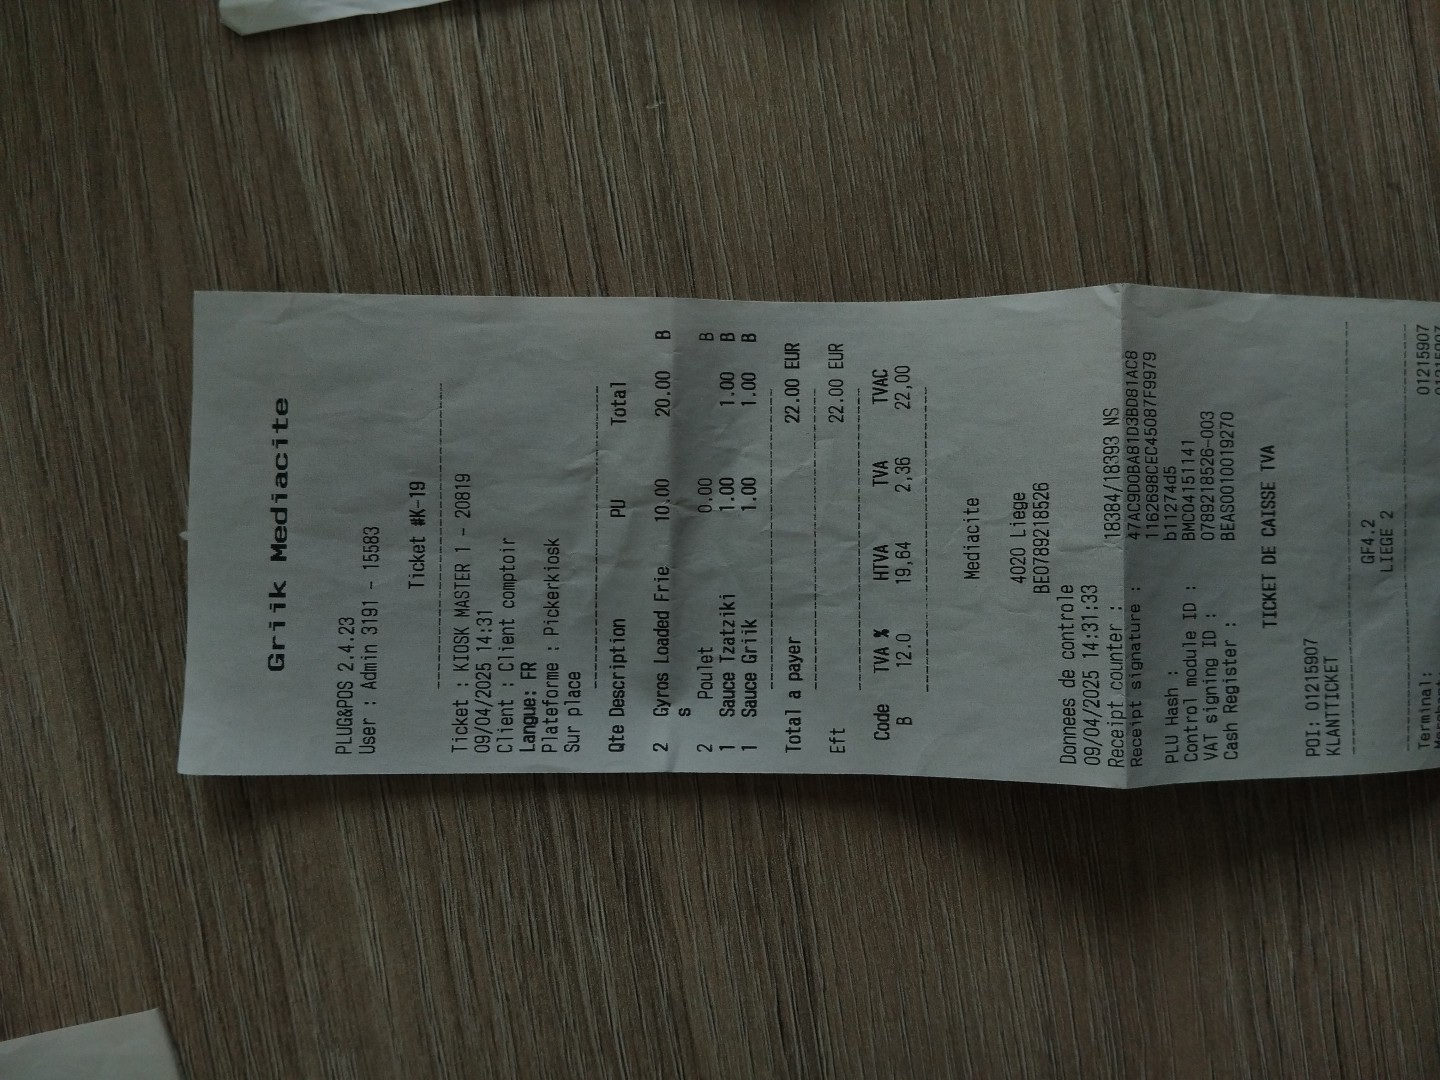 Griik Mediacite
PLUG&POS 2.4.23
User : Admin 3191 - 15583
Ticket #K-19
Ticket : KIOSK MASTER 1 - 20819
09/04/2025 14:31
Client : Client comptoir
Langue: FR
Plateforme : Pickerkiosk
Sur place
Qte Description PU Total
2 Gyros Loaded Frie 10.00 20.00 B
s
2 Poulet 0.00 B
1 Sauce Tzatziki 1.00 1.00 B
1 Sauce Griik 1.00 1.00 B
Total a payer 22.00 EUR
Eft 22.00 EUR
Code TVA % HTVA TVA TVAC
B 12.0 19,64 2,36 22,00
Mediacite
4020 Liege
BE0789218526
Donnees de controle
09/04/2025 14:31:33
Receipt counter : 18384/18393 NS
Receipt signature : 47AC9D0BA81D3BD81AC8
1162698CEC45087F9979
PLU Hash : b11274d5
Control module ID : BMC04151141
VAT signing ID : 0789218526-003
Cash Register : BEAS0010019270
TICKET DE CAISSE TVA
POI: 01215907
KLANTTICKET
GF4.2
LIEGE 2
Terminal: 01215907